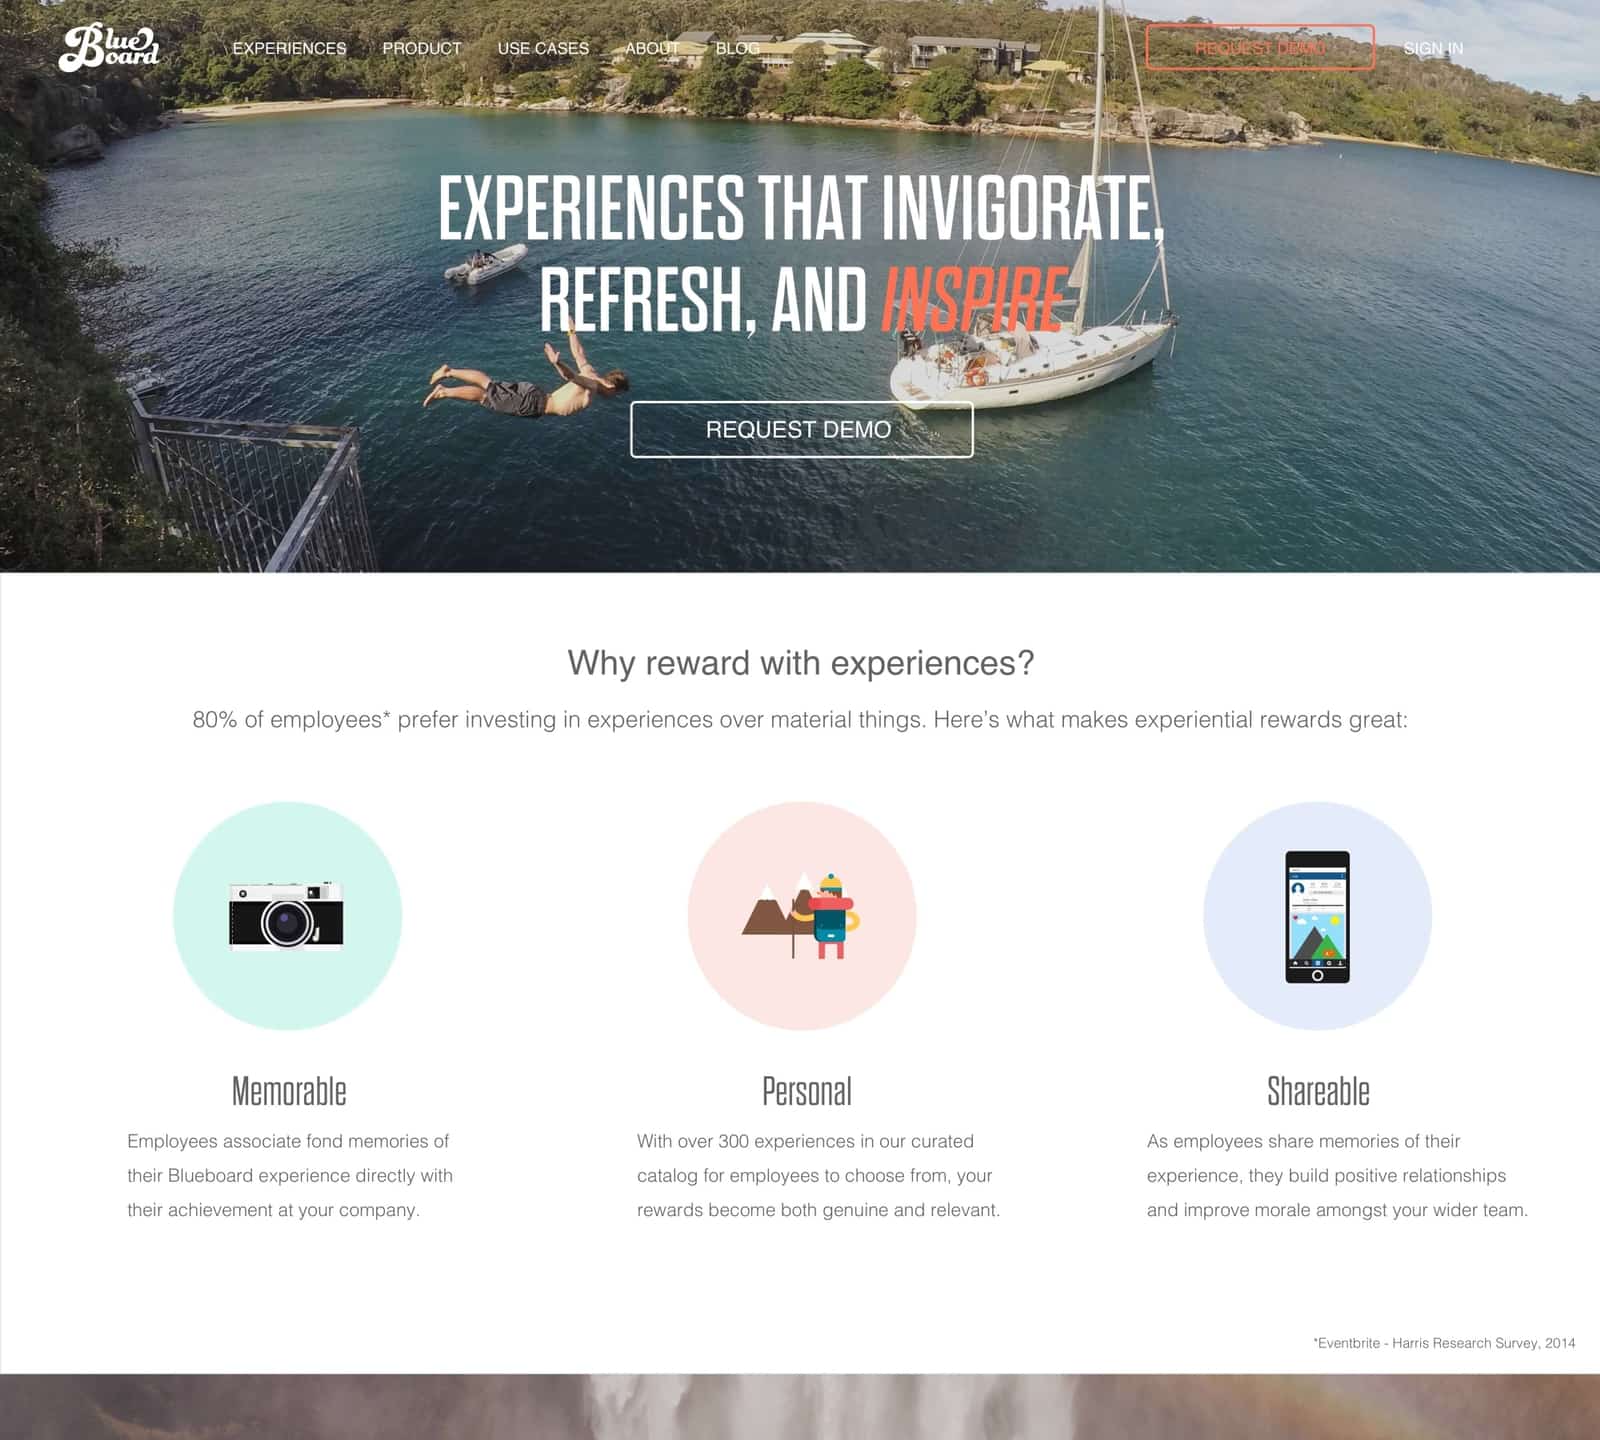 Blue
Board
EXPERIENCES
PRODUCT
USE CASES
ABOUT
BLOG
REQUEST DEMO
SIGN IN
EXPERIENCES THAT INVIGORATE,
REFRESH, AND INSPIRE
REQUEST DEMO
Why reward with experiences?
80% of employees* prefer investing in experiences over material things. Here’s what makes experiential rewards great:
Memorable
Employees associate fond memories of
their Blueboard experience directly with
their achievement at your company.
Personal
With over 300 experiences in our curated
catalog for employees to choose from, your
rewards become both genuine and relevant.
Shareable
As employees share memories of their
experience, they build positive relationships
and improve morale amongst your wider team.
*Eventbrite - Harris Research Survey, 2014